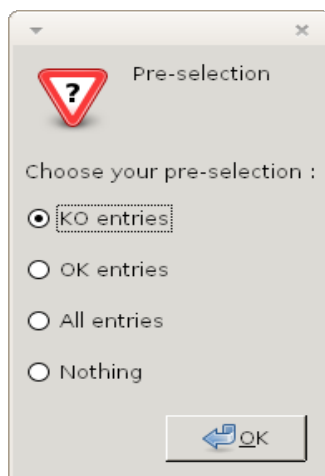 ?
Pre-selection
Choose your pre-selection :
KO entries
OK entries
All entries
Nothing
OK